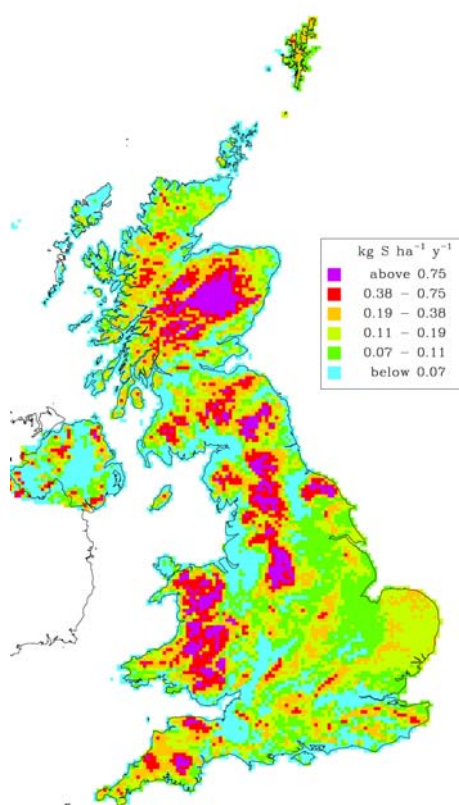 kg S ha⁻¹ y⁻¹
above 0.75
0.38 – 0.75
0.19 – 0.38
0.11 – 0.19
0.07 – 0.11
below 0.07